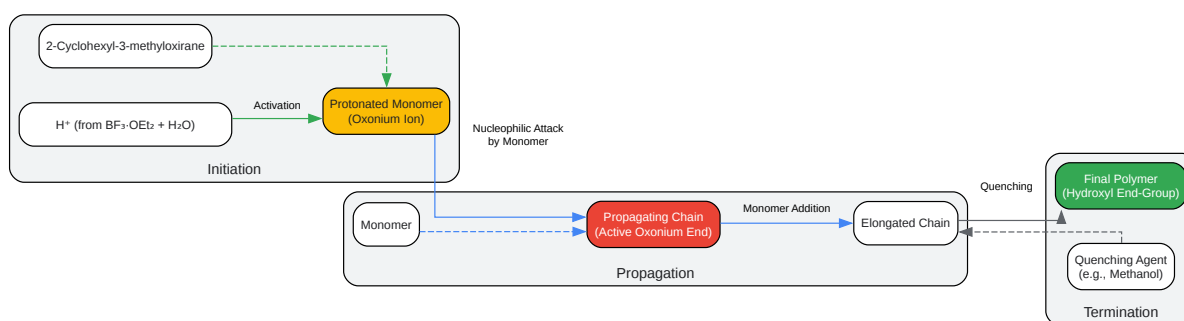 2-Cyclohexyl-3-methyloxirane
H⁺ (from BF₃·OEt₂ + H₂O)
Activation
Protonated Monomer
(Oxonium Ion)
Initiation
Nucleophilic Attack
by Monomer
Monomer
Propagating Chain
(Active Oxonium End)
Monomer Addition
Elongated Chain
Propagation
Quenching
Final Polymer
(Hydroxyl End-Group)
Quenching Agent
(e.g., Methanol)
Termination